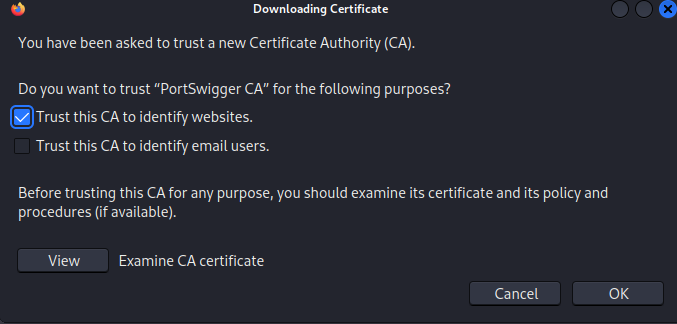 Downloading Certificate
You have been asked to trust a new Certificate Authority (CA).
Do you want to trust “PortSwigger CA” for the following purposes?
Trust this CA to identify websites.
Trust this CA to identify email users.
Before trusting this CA for any purpose, you should examine its certificate and its policy and
procedures (if available).
View Examine CA certificate
Cancel OK